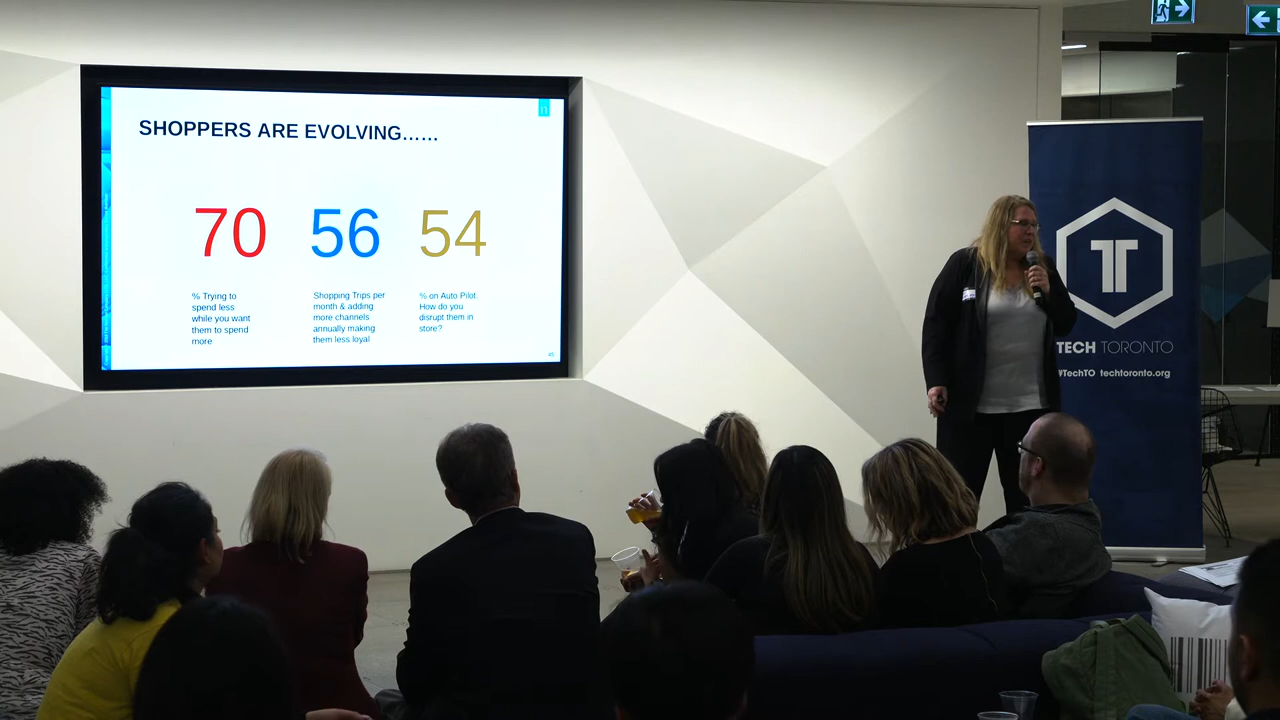 SHOPPERS ARE EVOLVING......
n
70 56 54
% Trying to
spend less
while you want
them to spend
more
Shopping Trips per
month & adding
more channels
annually making
them less loyal
% on Auto Pilot.
How do you
disrupt them in
store?
TECH TORONTO
#TechTO techtoronto.org